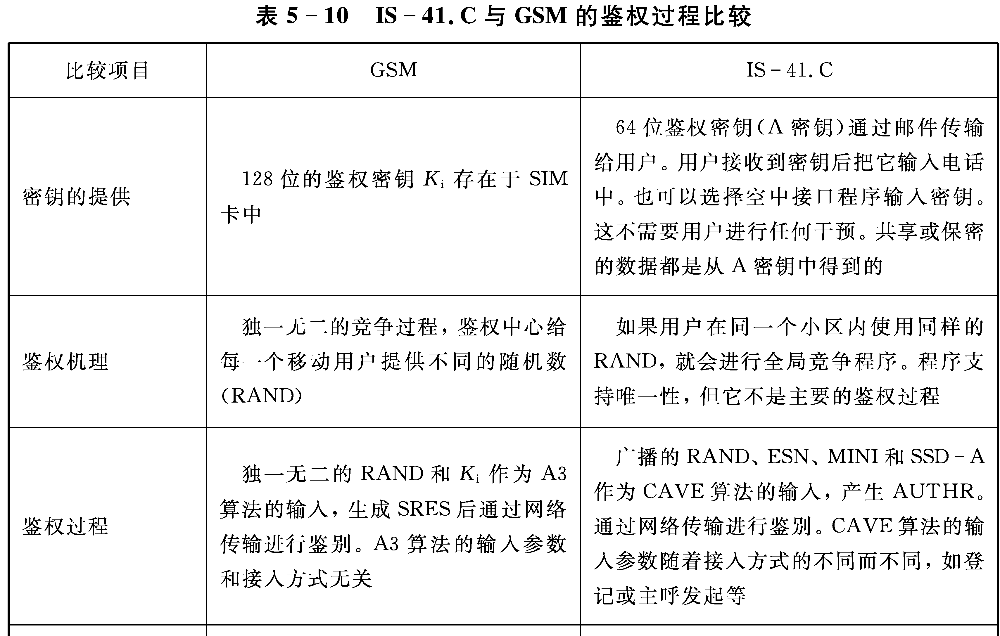 表 5-10 IS-41.C 与 GSM 的鉴权过程比较
比较项目
GSM
IS-41.C
密钥的提供
128 位的鉴权密钥 Ki 存在于 SIM
卡中
64 位鉴权密钥(A 密钥)通过邮件传输
给用户。用户接收到密钥后把它输入电话
中。也可以选择空中接口程序输入密钥。
这不需要用户进行任何干预。共享或保密
的数据都是从 A 密钥中得到的
鉴权机理
独一无二的竞争过程，鉴权中心给
每一个移动用户提供不同的随机数
(RAND)
如果用户在同一个小区内使用同样的
RAND，就会进行全局竞争程序。程序支
持唯一性，但它不是主要的鉴权过程
鉴权过程
独一无二的 RAND 和 Ki 作为 A3
算法的输入，生成 SRES 后通过网络
传输进行鉴别。A3 算法的输入参数
和接入方式无关
广播的 RAND、ESN、MINI 和 SSD-A
作为 CAVE 算法的输入，产生 AUTHR。
通过网络传输进行鉴别。CAVE 算法的输
入参数随着接入方式的不同而不同，如登
记或主呼发起等